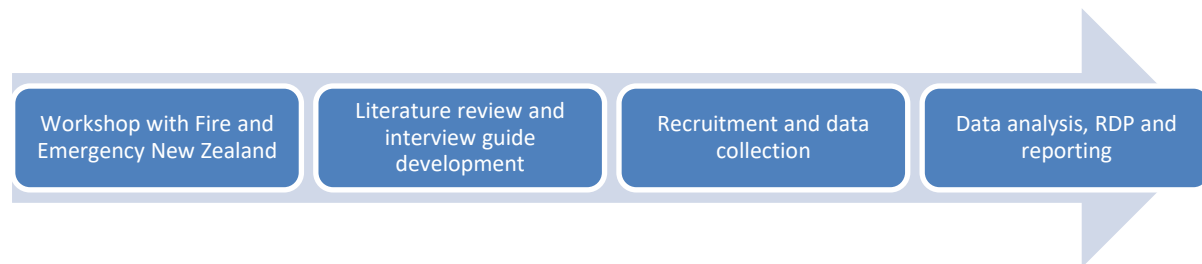 Workshop with Fire and
Emergency New Zealand
Literature review and
interview guide
development
Recruitment and data
collection
Data analysis, RDP and
reporting